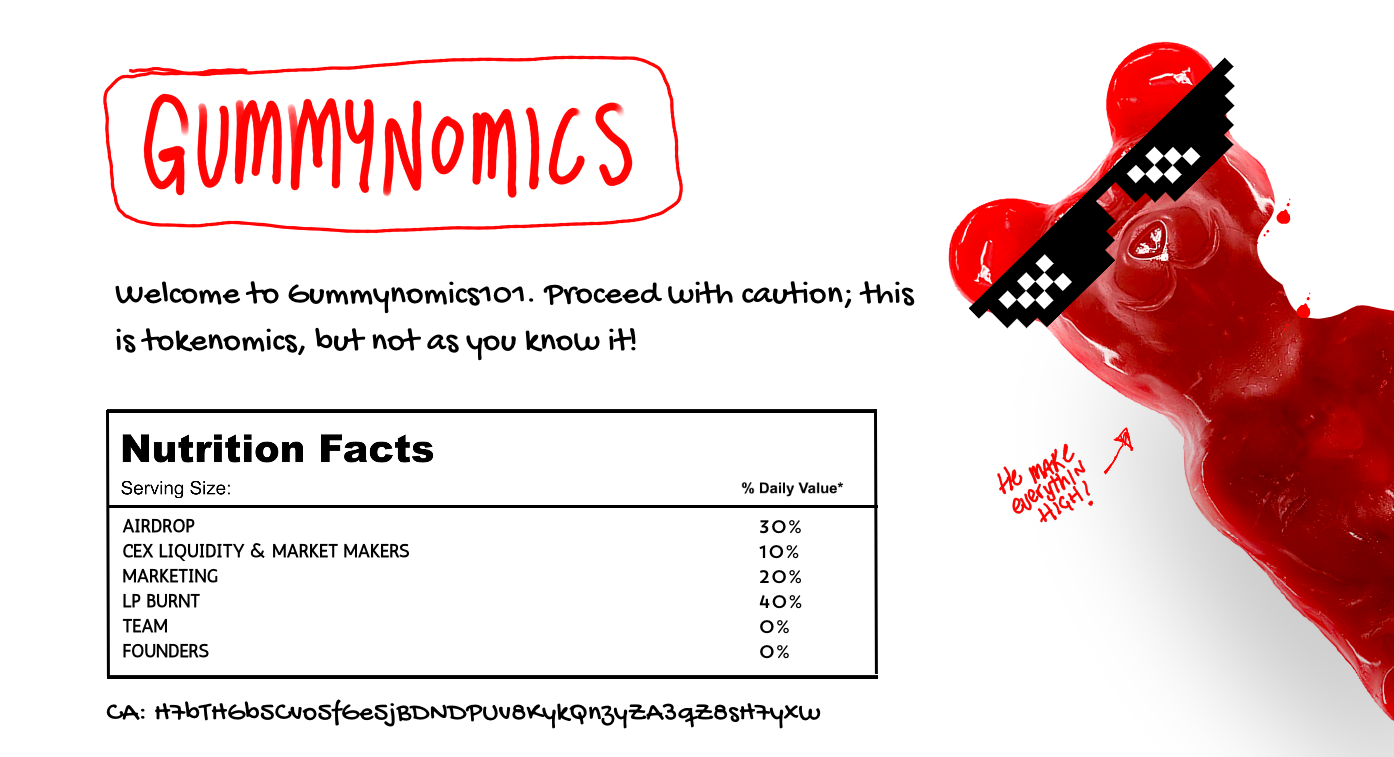 GUMMYNOMICS
Welcome to Gummynomics101. Proceed with caution; this
is tokenomics, but not as you know it!
Nutrition Facts
Serving Size:
% Daily Value*
AIRDROP 30%
CEX LIQUIDITY & MARKET MAKERS 10%
MARKETING 20%
LP BURNT 40%
TEAM 0%
FOUNDERS 0%
CA: H7bTHGb5Cvo5fGe5jBDNDPUv8KykQn3yZA3qZ8sH7yXw
He MAKE
everythiN
HIGH!